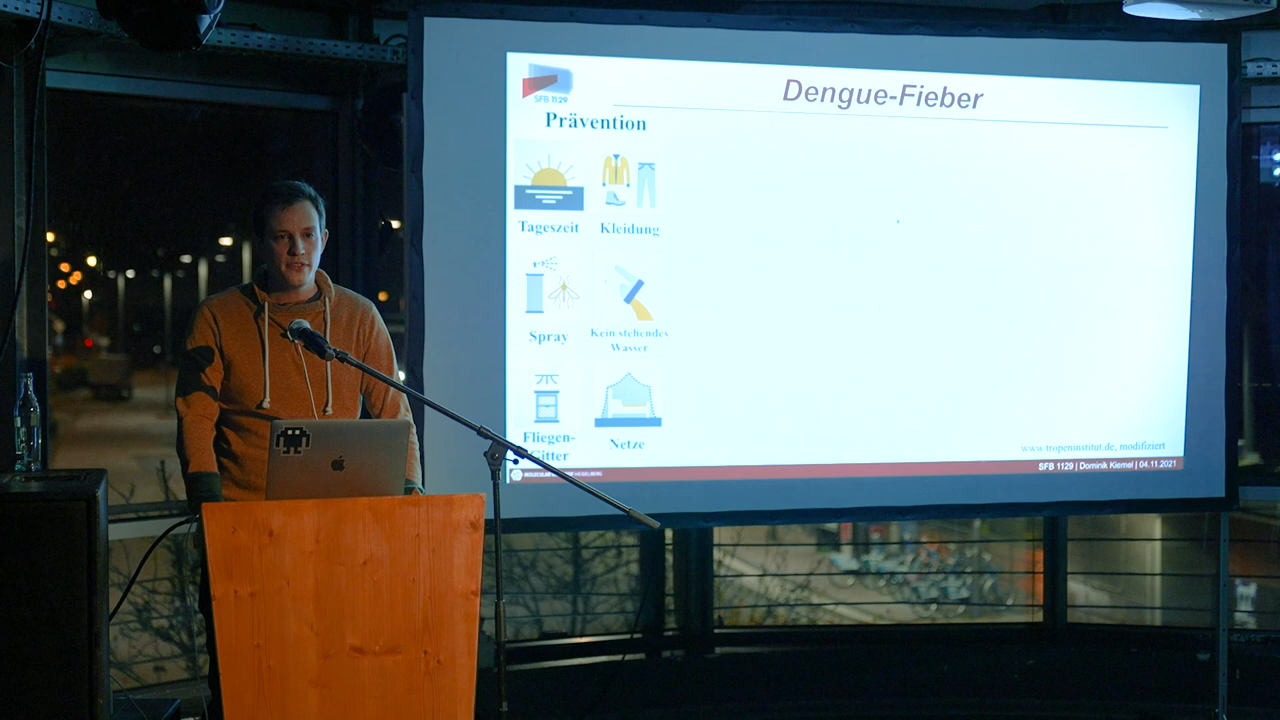 SFB 1129
Dengue-Fieber
Prävention
Tageszeit
Kleidung
Spray
Kein stehendes
Wasser
Fliegen-
Gitter
Netze
www.tropeninstitut.de, modifiziert
HEIDELBERG
SFB 1129 | Dominik Kiemel | 04.11.2021